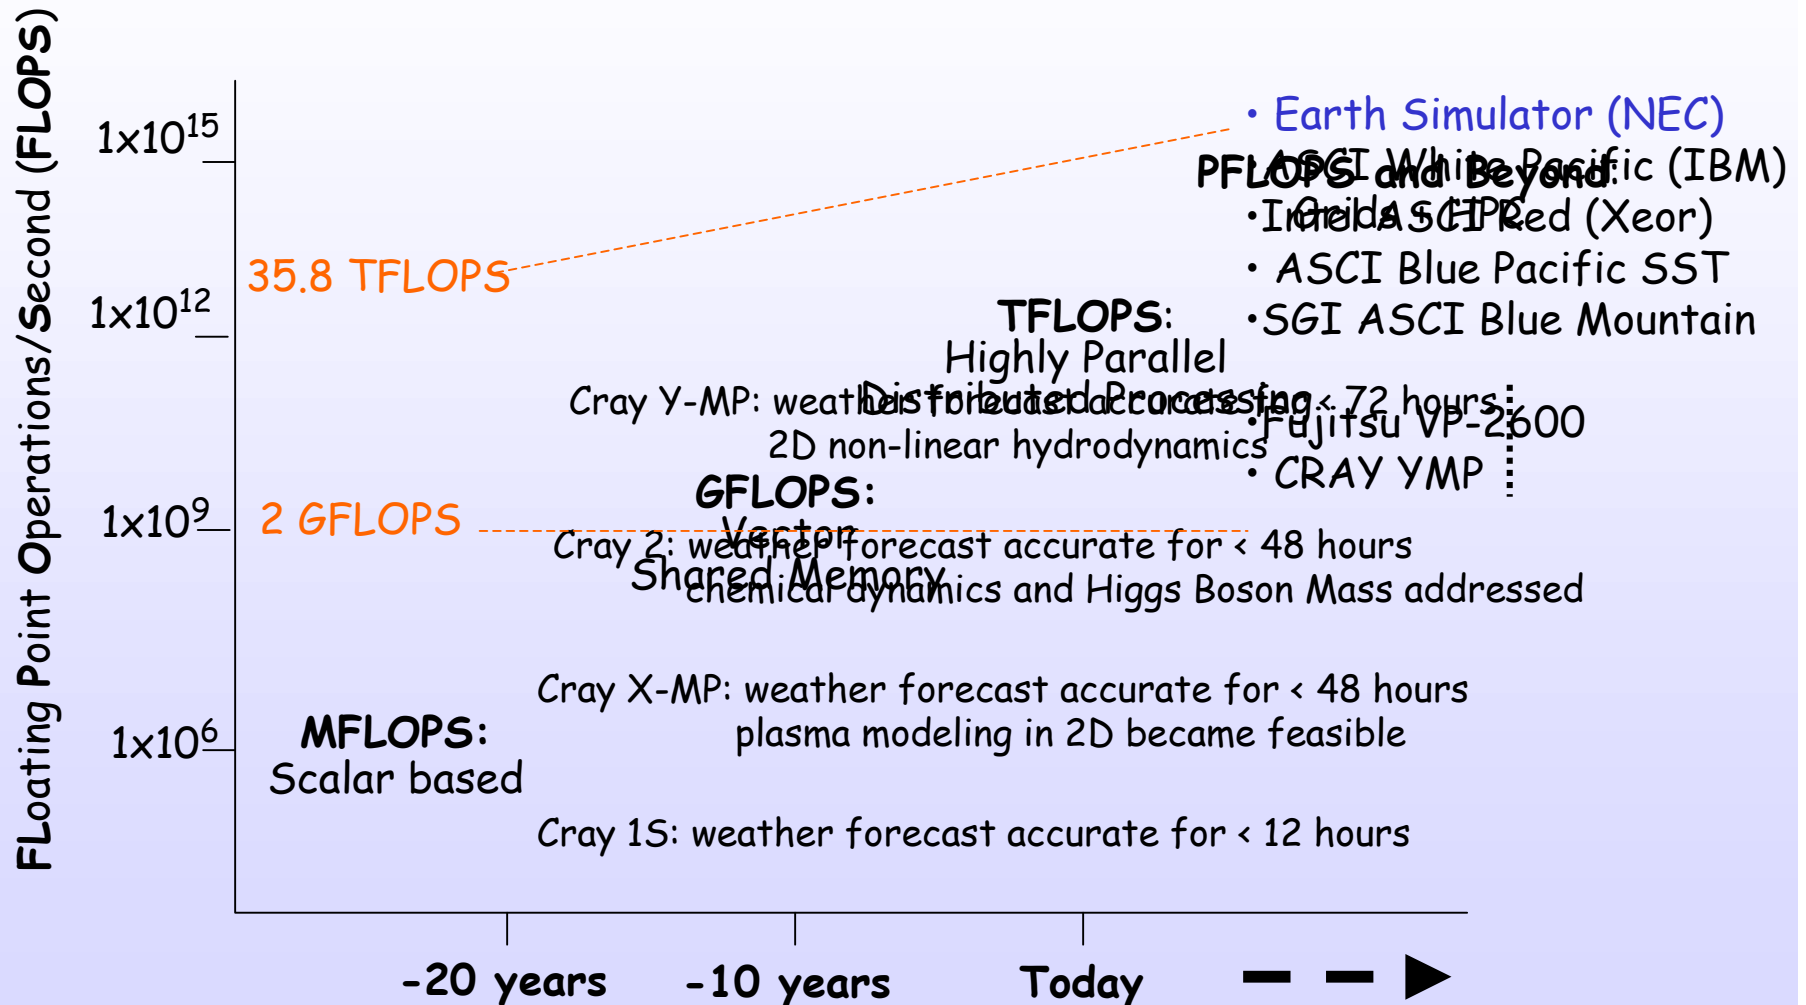 FLoating Point Operations/Second (FLOPS)
1x10^15
1x10^12
1x10^9
1x10^6
35.8 TFLOPS
2 GFLOPS
• Earth Simulator (NEC)
•ASCI White Pacific (IBM)
•Intel ASCI Red (Xeor)
• ASCI Blue Pacific SST
•SGI ASCI Blue Mountain
•Fujitsu VP-2600
• CRAY YMP
PFLOPS and Beyond:
Grids + HPC
TFLOPS:
Highly Parallel
Distributed Processing
Cray Y-MP: weather forecast accurate for < 72 hours
2D non-linear hydrodynamics
GFLOPS:
Vector
Shared Memory
Cray 2: weather forecast accurate for < 48 hours
chemical dynamics and Higgs Boson Mass addressed
Cray X-MP: weather forecast accurate for < 48 hours
plasma modeling in 2D became feasible
MFLOPS:
Scalar based
Cray 1S: weather forecast accurate for < 12 hours
-20 years
-10 years
Today